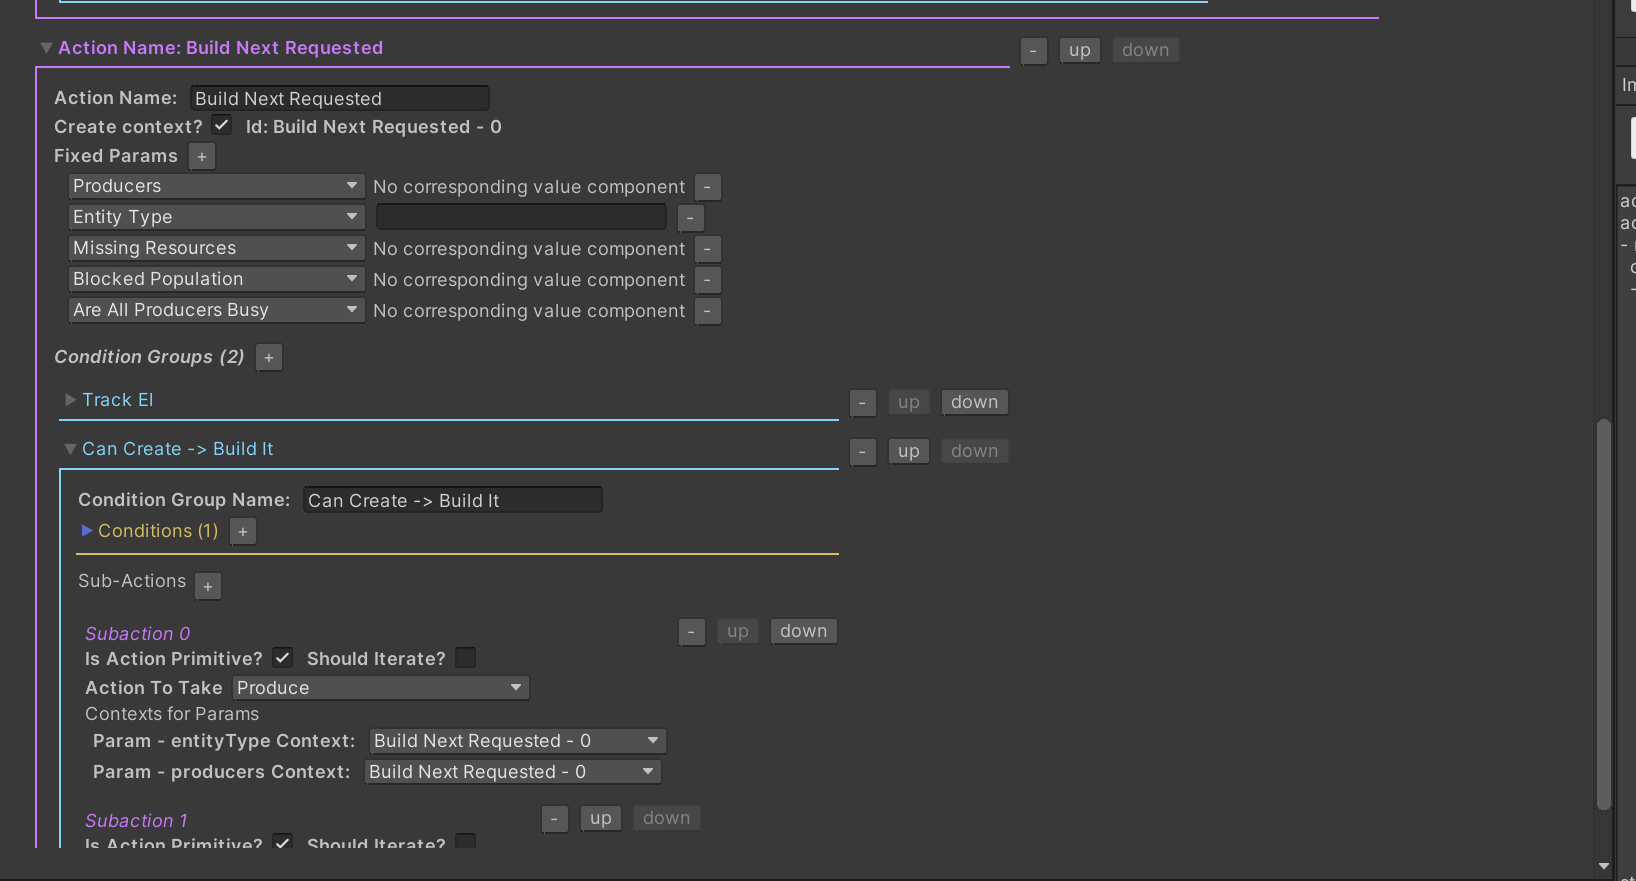 Action Name: Build Next Requested - up down
Action Name: Build Next Requested
Create context? Id: Build Next Requested - 0
Fixed Params +
Producers No corresponding value component -
Entity Type -
Missing Resources No corresponding value component -
Blocked Population No corresponding value component -
Are All Producers Busy No corresponding value component -
Condition Groups (2) +
Track EI - up down
Can Create -> Build It - up down
Condition Group Name: Can Create -> Build It
Conditions (1) +
Sub-Actions +
Subaction 0 - up down
Is Action Primitive? Should Iterate?
Action To Take Produce
Contexts for Params
Param - entityType Context: Build Next Requested - 0
Param - producers Context: Build Next Requested - 0
Subaction 1 - up down
Is Action Primitive? Should Iterate?